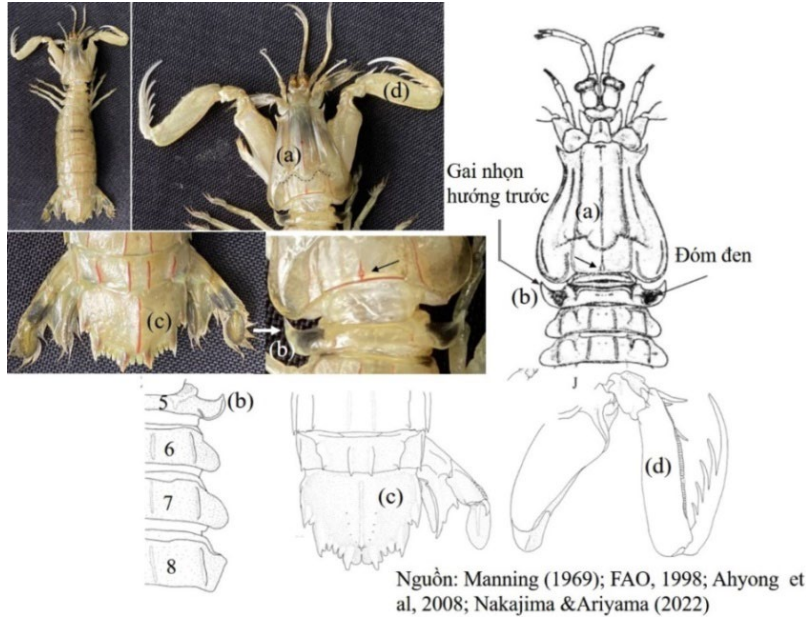 (d)
(a)
Gai nhọn
hướng trước
(a)
Đóm đen
(b)
(c)
(b)
J
5
(b)
6
7
8
(c)
(d)
Nguồn: Manning (1969); FAO, 1998; Ahyong et
al, 2008; Nakajima &Ariyama (2022)